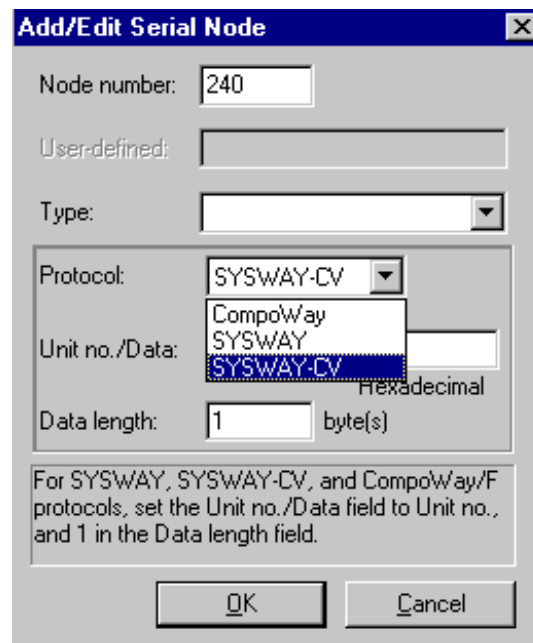 Add/Edit Serial Node
Node number: 240
User-defined:
Type:
Protocol: SYSWAY-CV
CompoWay
SYSWAY
Unit no./Data:
SYSWAY-CV
Hexadecimal
Data length: 1 byte(s)
For SYSWAY, SYSWAY-CV, and CompoWay/F
protocols, set the Unit no./Data field to Unit no.,
and 1 in the Data length field.
OK Cancel